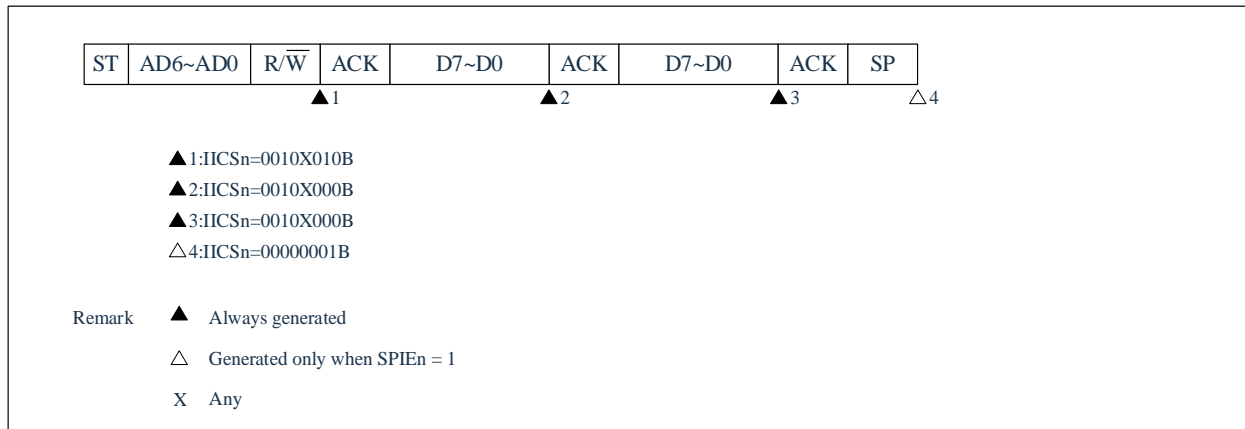 ST AD6~AD0 R/W̅ ACK D7~D0 ACK D7~D0 ACK SP
▲1 ▲2 ▲3 △4
▲1:IICSn=0010X010B
▲2:IICSn=0010X000B
▲3:IICSn=0010X000B
△4:IICSn=00000001B
Remark ▲ Always generated
△ Generated only when SPIEn = 1
X Any